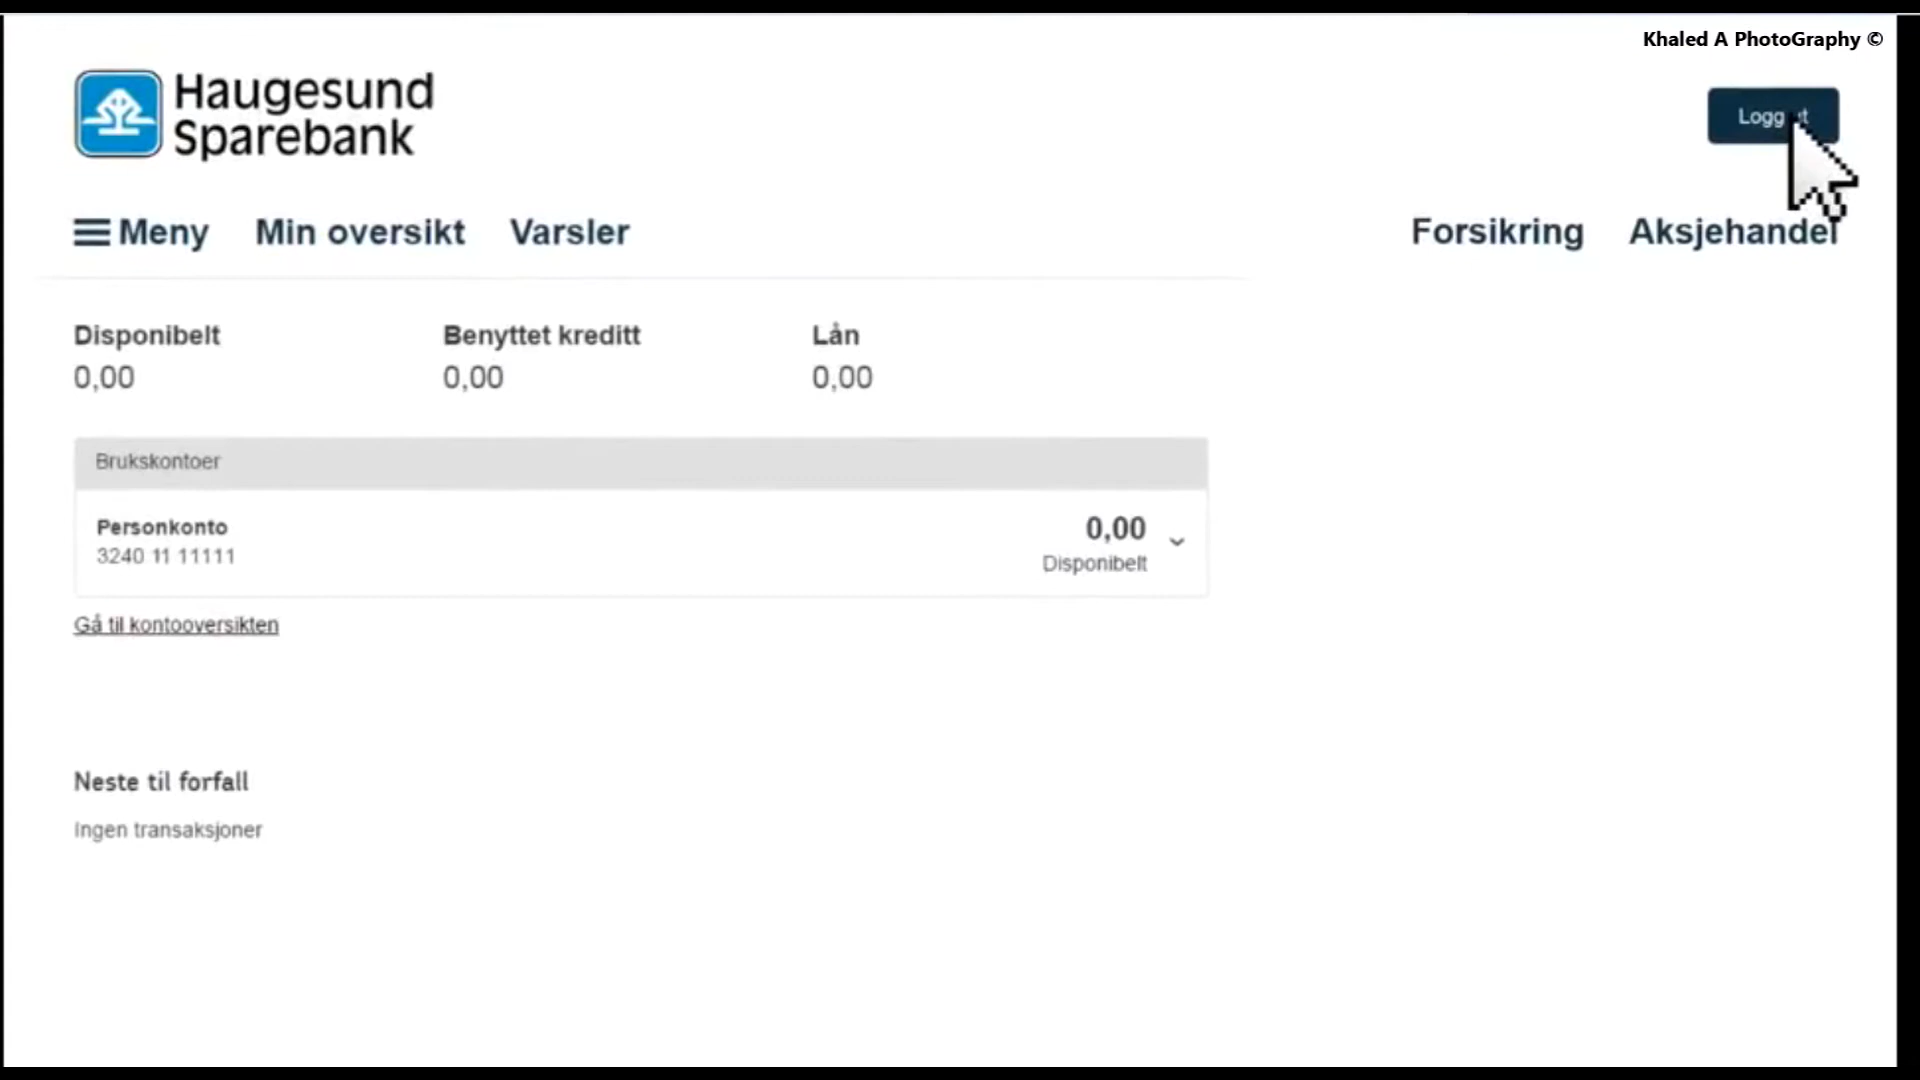 Khaled A PhotoGraphy ©
Haugesund
Sparebank
Logg
Meny Min oversikt Varsler Forsikring Aksjehandel
Disponibelt Benyttet kreditt Lån
0,00 0,00 0,00
Brukskontoer
Personkonto 0,00
3240 11 11111 Disponibelt
Gå til kontooversikten
Neste til forfall
Ingen transaksjoner